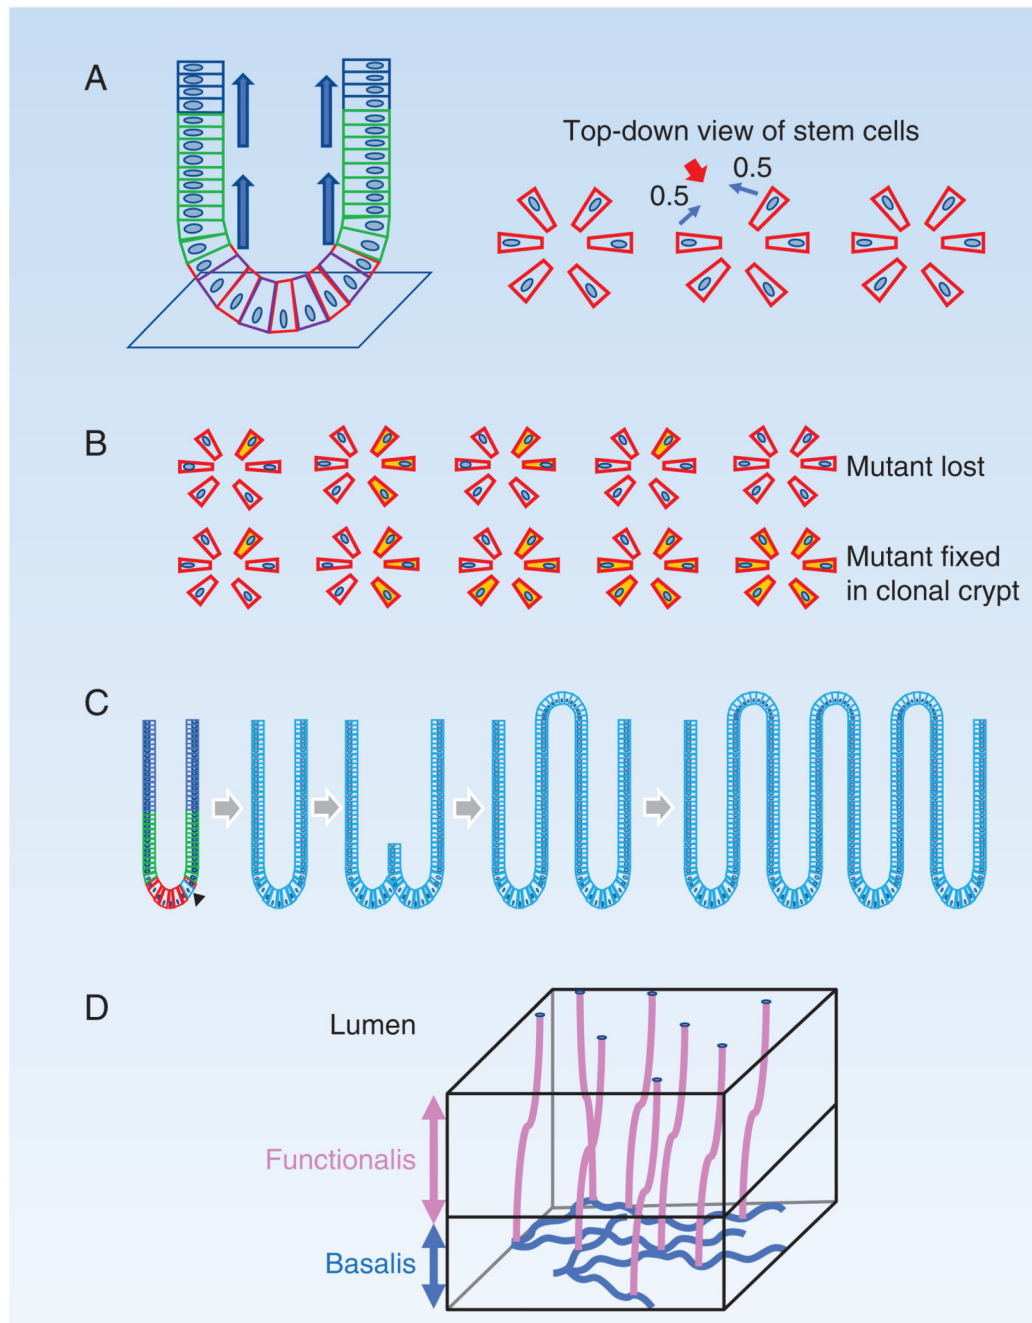 A
Top-down view of stem cells
0.5
0.5
B
Mutant lost
Mutant fixed
in clonal crypt
C
D
Lumen
Functionalis
Basalis